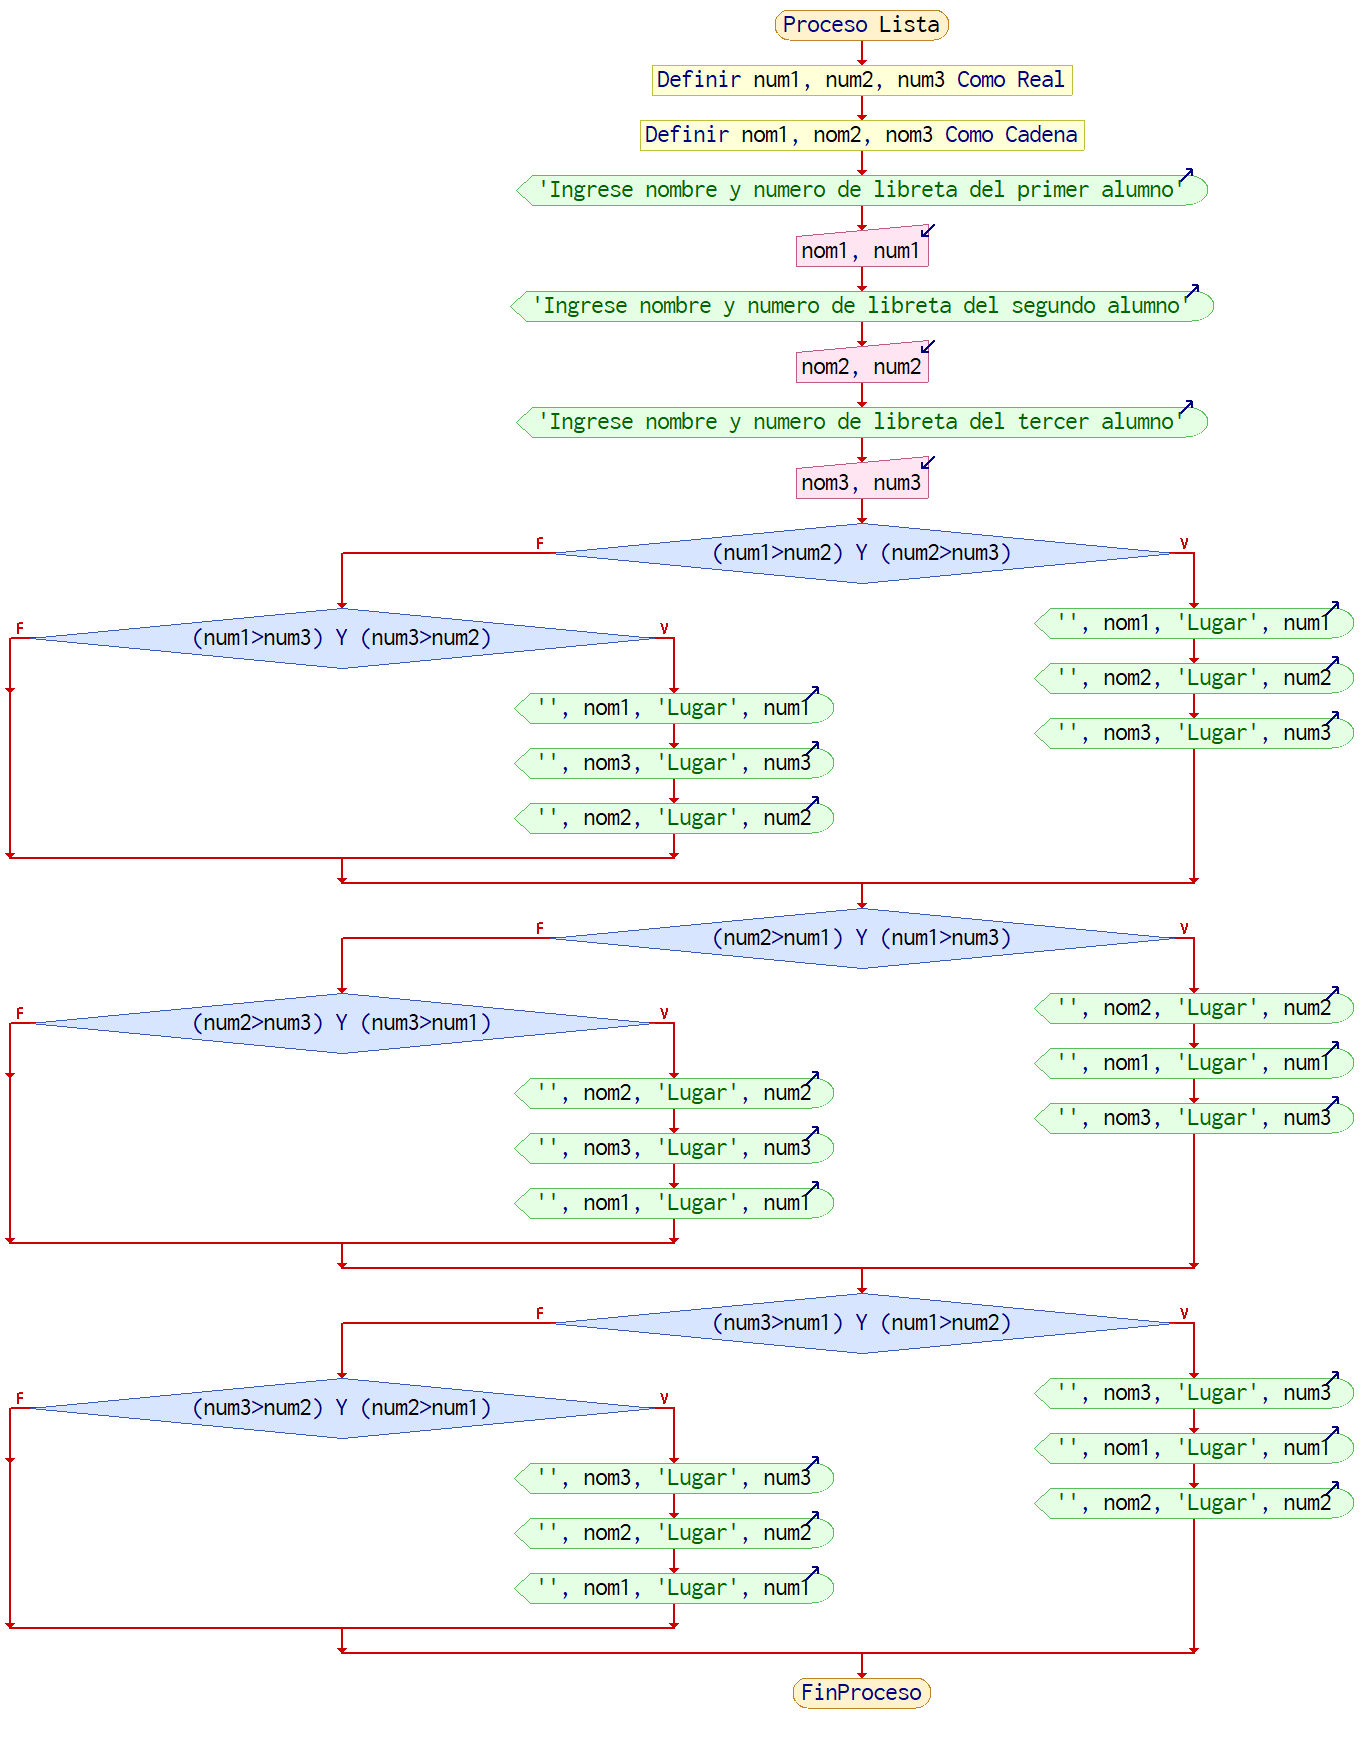 Proceso Lista
Definir num1, num2, num3 Como Real
Definir nom1, nom2, nom3 Como Cadena
'Ingrese nombre y numero de libreta del primer alumno'
nom1, num1
'Ingrese nombre y numero de libreta del segundo alumno'
nom2, num2
'Ingrese nombre y numero de libreta del tercer alumno'
nom3, num3
F
(num1>num2) Y (num2>num3)
V
F
(num1>num3) Y (num3>num2)
V
'', nom1, 'Lugar', num1
'', nom2, 'Lugar', num2
'', nom3, 'Lugar', num3
'', nom1, 'Lugar', num1
'', nom3, 'Lugar', num3
'', nom2, 'Lugar', num2
F
(num2>num1) Y (num1>num3)
V
F
(num2>num3) Y (num3>num1)
V
'', nom2, 'Lugar', num2
'', nom1, 'Lugar', num1
'', nom3, 'Lugar', num3
'', nom2, 'Lugar', num2
'', nom3, 'Lugar', num3
'', nom1, 'Lugar', num1
F
(num3>num1) Y (num1>num2)
V
F
(num3>num2) Y (num2>num1)
V
'', nom3, 'Lugar', num3
'', nom1, 'Lugar', num1
'', nom2, 'Lugar', num2
'', nom3, 'Lugar', num3
'', nom2, 'Lugar', num2
'', nom1, 'Lugar', num1
FinProceso